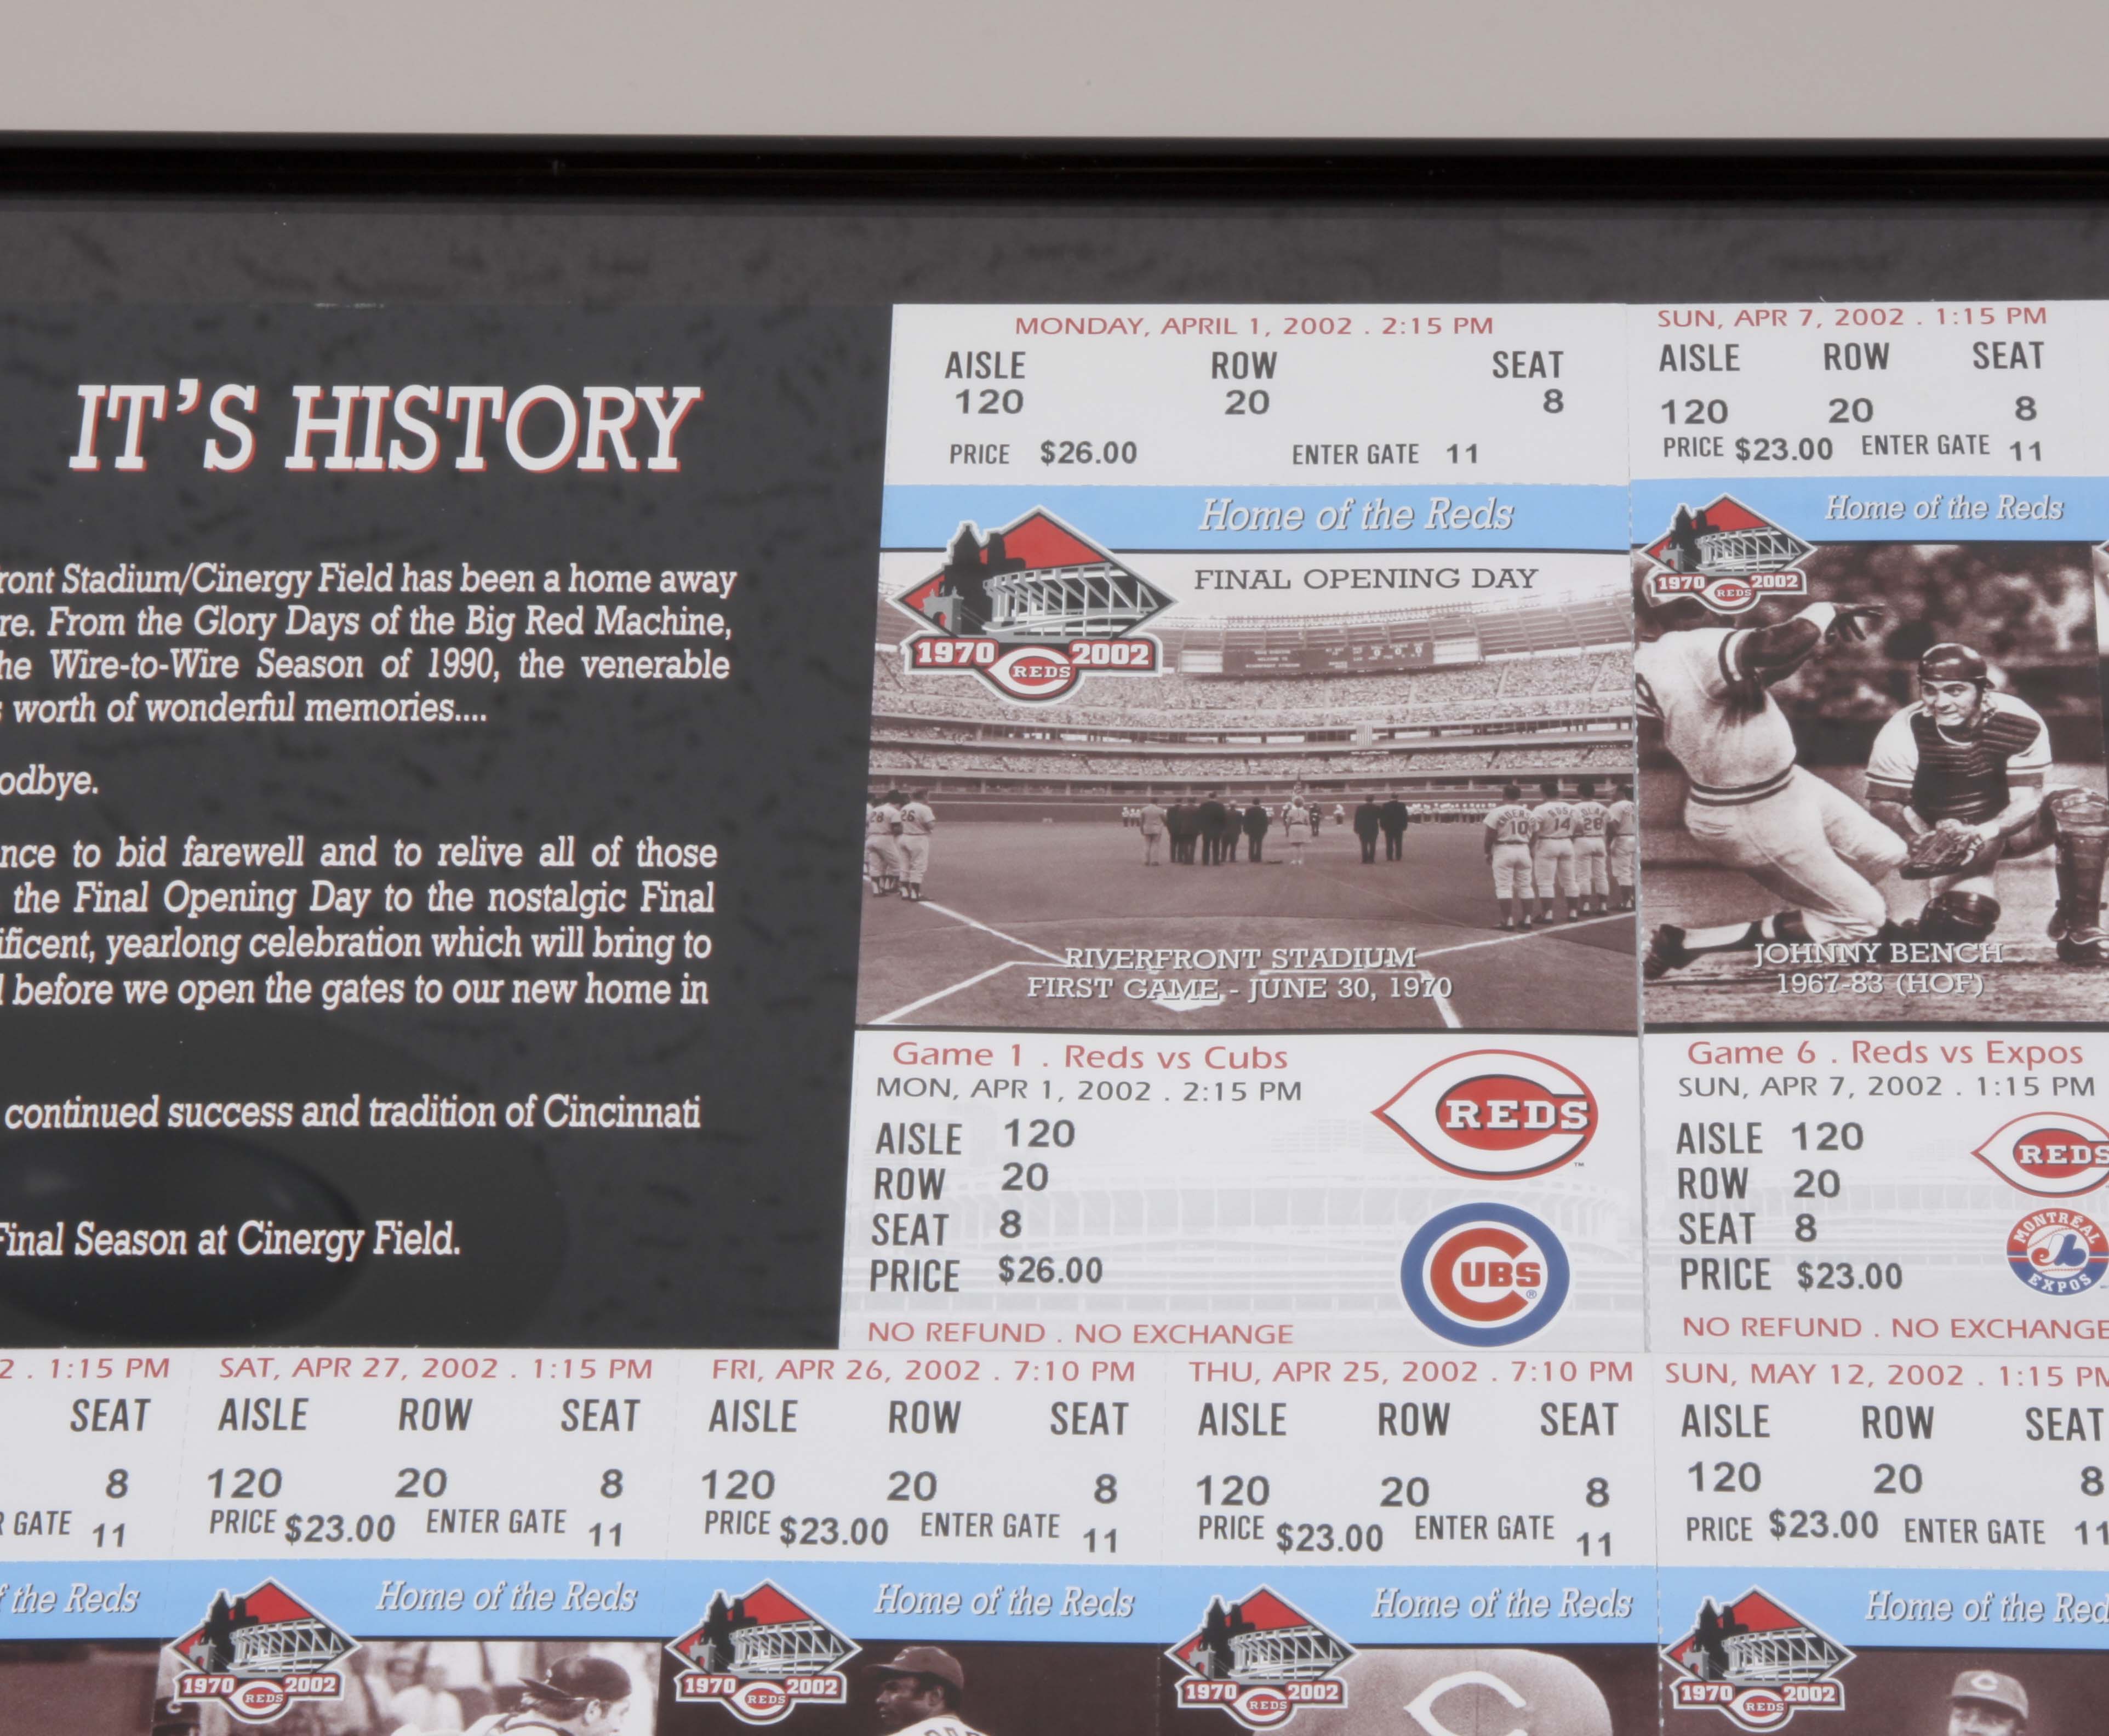 IT'S HISTORY
ront Stadium/Cinergy Field has been a home away
re. From the Glory Days of the Big Red Machine,
he Wire-to-Wire Season of 1990, the venerable
s worth of wonderful memories....
odbye.
nce to bid farewell and to relive all of those
the Final Opening Day to the nostalgic Final
ificent, yearlong celebration which will bring to
before we open the gates to our new home in
continued success and tradition of Cincinnati
Final Season at Cinergy Field.
MONDAY, APRIL 1, 2002 . 2:15 PM
AISLE ROW SEAT
120 20 8
PRICE $26.00 ENTER GATE 11
Home of the Reds
FINAL OPENING DAY
1970 REDS 2002
28 26
10 14 28
RIVERFRONT STADIUM
FIRST GAME - JUNE 30, 1970
Game 1 . Reds vs Cubs
MON, APR 1, 2002 . 2:15 PM
AISLE 120
ROW 20
SEAT 8
PRICE $26.00
NO REFUND . NO EXCHANGE
REDS
™
CUBS
®
SUN, APR 7, 2002 . 1:15 PM
AISLE ROW SEAT
120 20 8
PRICE $23.00 ENTER GATE 11
Home of the Reds
1970 REDS 2002
JOHNNY BENCH
1967-83 (HOF)
Game 6 . Reds vs Expos
SUN, APR 7, 2002 . 1:15 PM
AISLE 120
ROW 20
SEAT 8
PRICE $23.00
NO REFUND . NO EXCHANGE
REDS
MONTRÉAL
EXPOS
2 . 1:15 PM
SEAT
8
R GATE 11
f the Reds
SAT, APR 27, 2002 . 1:15 PM
AISLE ROW SEAT
120 20 8
PRICE $23.00 ENTER GATE 11
Home of the Reds
1970 REDS 2002
FRI, APR 26, 2002 . 7:10 PM
AISLE ROW SEAT
120 20 8
PRICE $23.00 ENTER GATE 11
Home of the Reds
1970 REDS 2002
THU, APR 25, 2002 . 7:10 PM
AISLE ROW SEAT
120 20 8
PRICE $23.00 ENTER GATE 11
Home of the Reds
1970 REDS 2002
SUN, MAY 12, 2002 . 1:15 PM
AISLE ROW SEAT
120 20 8
PRICE $23.00 ENTER GATE 11
Home of the Red
1970 REDS 2002